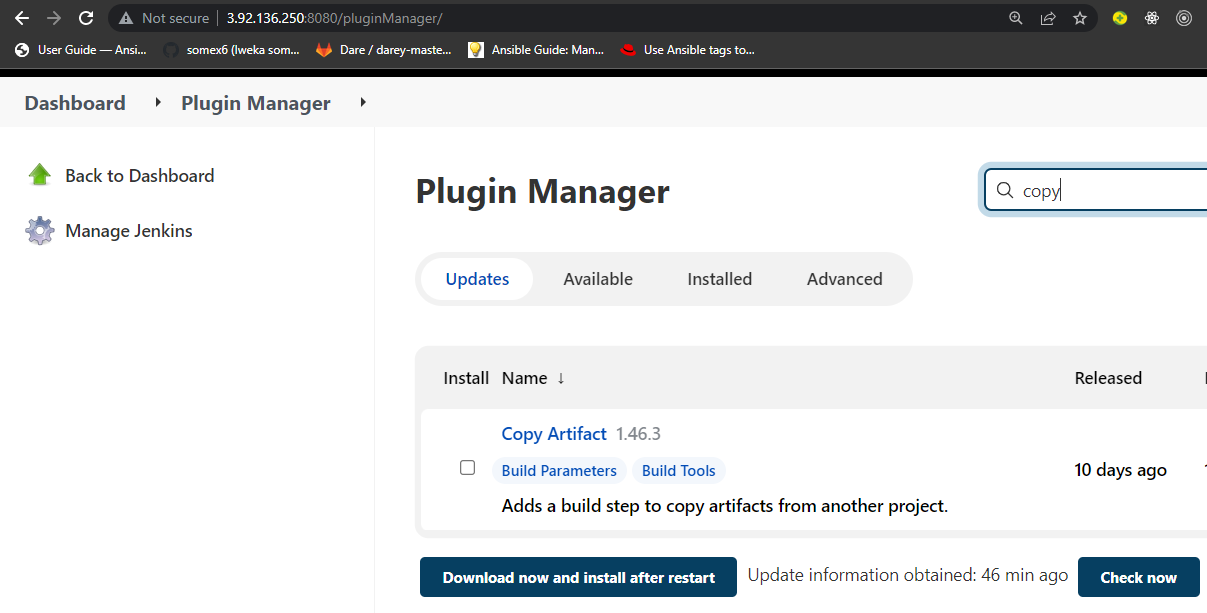 Not secure 3.92.136.250:8080/pluginManager/
User Guide — Ansi... somex6 (Iweka som... Dare / darey-maste... Ansible Guide: Man... Use Ansible tags to...
Dashboard Plugin Manager
Back to Dashboard
Manage Jenkins
Plugin Manager
copy
Updates Available Installed Advanced
Install Name ↓ Released
Copy Artifact 1.46.3
Build Parameters Build Tools
10 days ago
Adds a build step to copy artifacts from another project.
Download now and install after restart Update information obtained: 46 min ago Check now